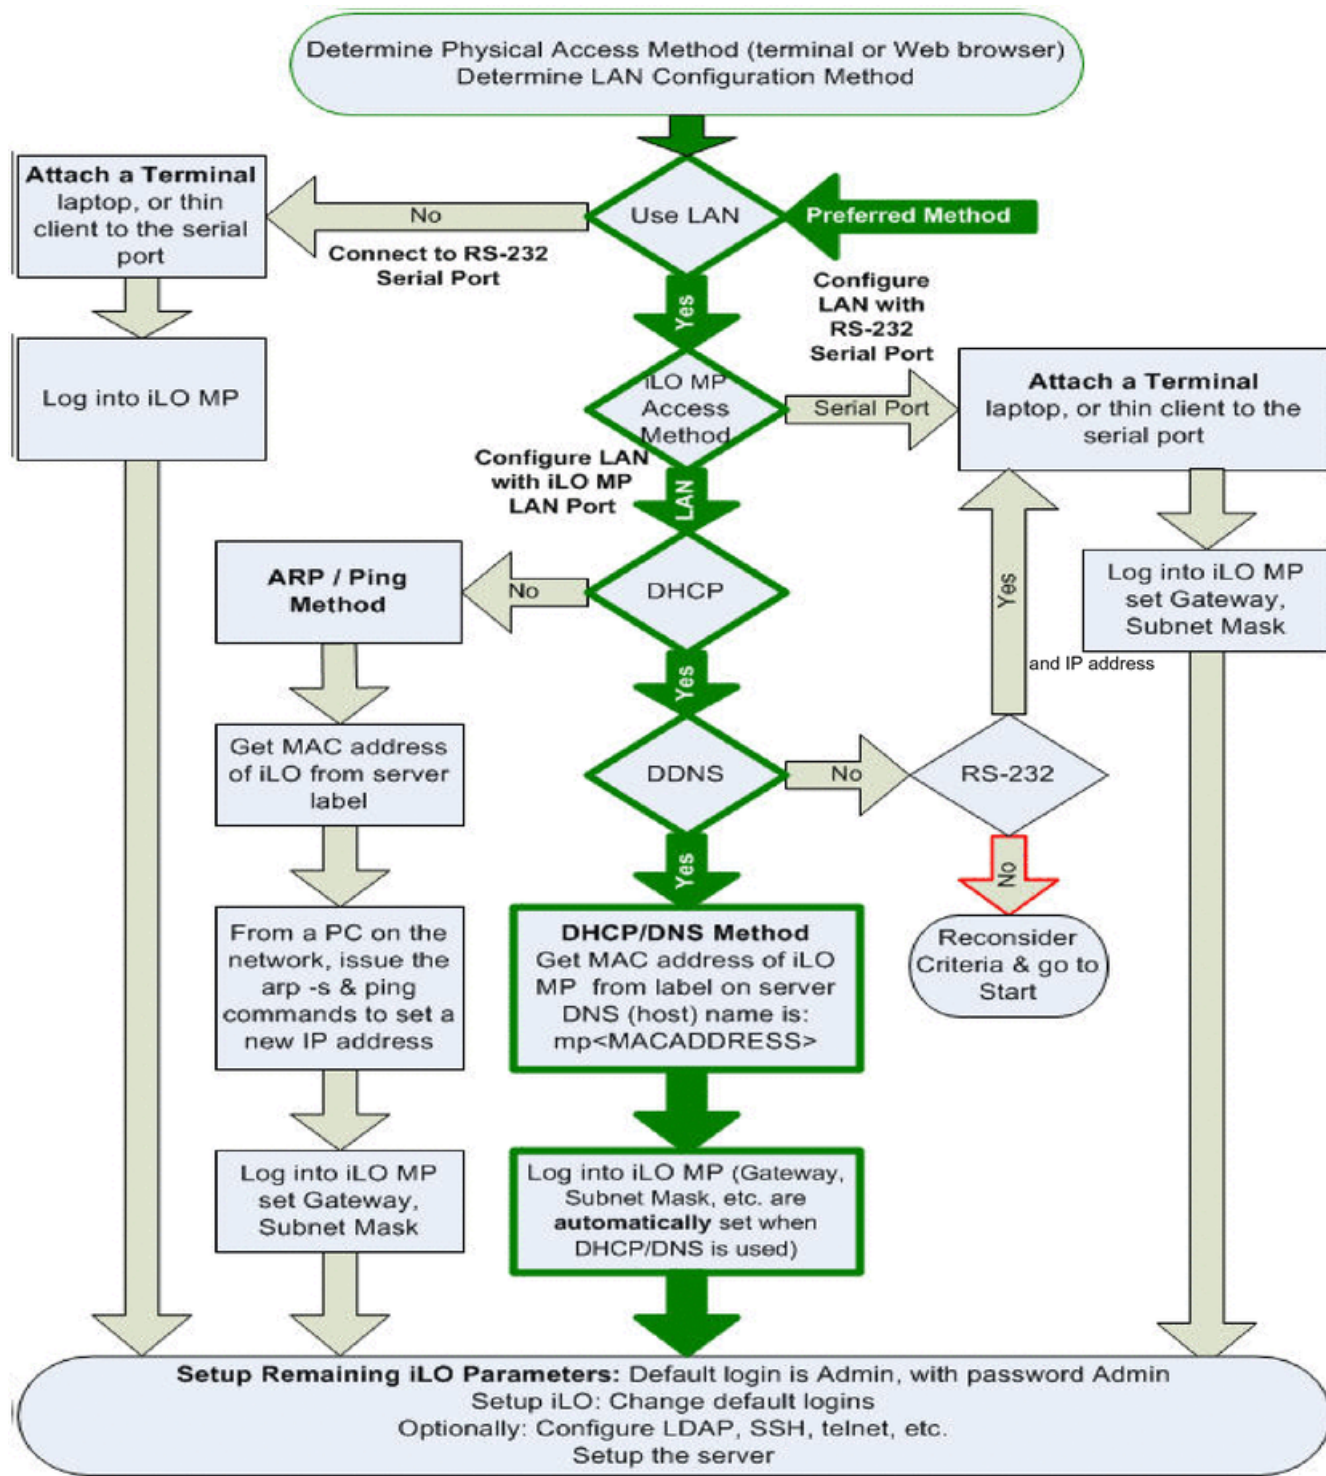 Determine Physical Access Method (terminal or Web browser)
Determine LAN Configuration Method
Attach a Terminal
laptop, or thin
client to the serial
port
No
Use LAN
Preferred Method
Connect to RS-232
Serial Port
Yes
Configure
LAN with
RS-232
Serial Port
Log into iLO MP
iLO MP
Access
Method
Serial Port
Attach a Terminal
laptop, or thin client to the
serial port
Configure LAN
with iLO MP
LAN Port
LAN
ARP / Ping
Method
No
DHCP
Yes
Log into iLO MP
set Gateway,
Subnet Mask
and IP address
Yes
Get MAC address
of iLO from server
label
DDNS
No
RS-232
Yes
No
From a PC on the
network, issue the
arp -s & ping
commands to set a
new IP address
DHCP/DNS Method
Get MAC address of iLO
MP from label on server
DNS (host) name is:
mp<MACADDRESS>
Reconsider
Criteria & go to
Start
Log into iLO MP
set Gateway,
Subnet Mask
Log into iLO MP (Gateway,
Subnet Mask, etc. are
automatically set when
DHCP/DNS is used)
Setup Remaining iLO Parameters: Default login is Admin, with password Admin
Setup iLO: Change default logins
Optionally: Configure LDAP, SSH, telnet, etc.
Setup the server